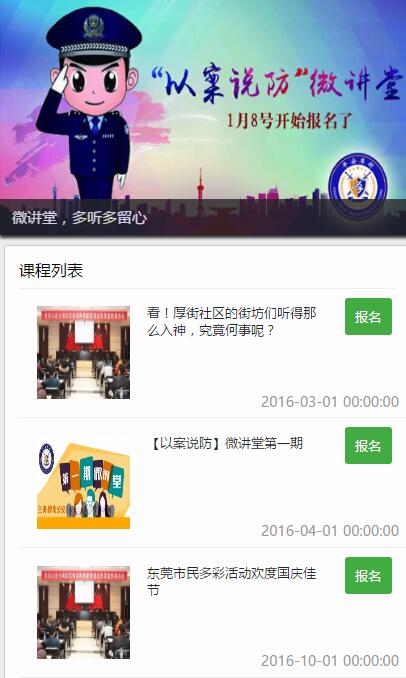 “以案说防”微讲堂
1月8号开始报名了
微讲堂，多听多留心
课程列表
看！厚街社区的街坊们听得那
么入神，究竟何事呢？
报名
2016-03-01 00:00:00
【以案说防】微讲堂第一期
报名
第一期微课堂
2016-04-01 00:00:00
东莞市民多彩活动欢度国庆佳
节
报名
2016-10-01 00:00:00